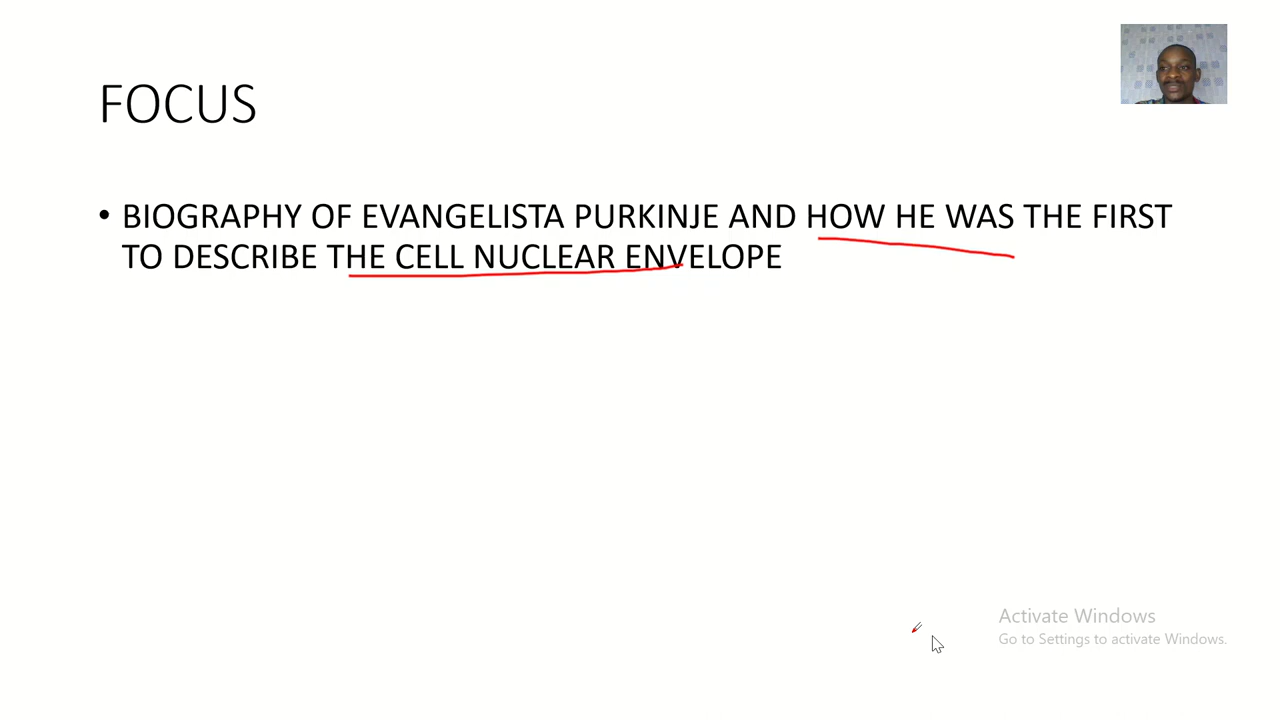 FOCUS
• BIOGRAPHY OF EVANGELISTA PURKINJE AND HOW HE WAS THE FIRST
TO DESCRIBE THE CELL NUCLEAR ENVELOPE
Activate Windows
Go to Settings to activate Windows.